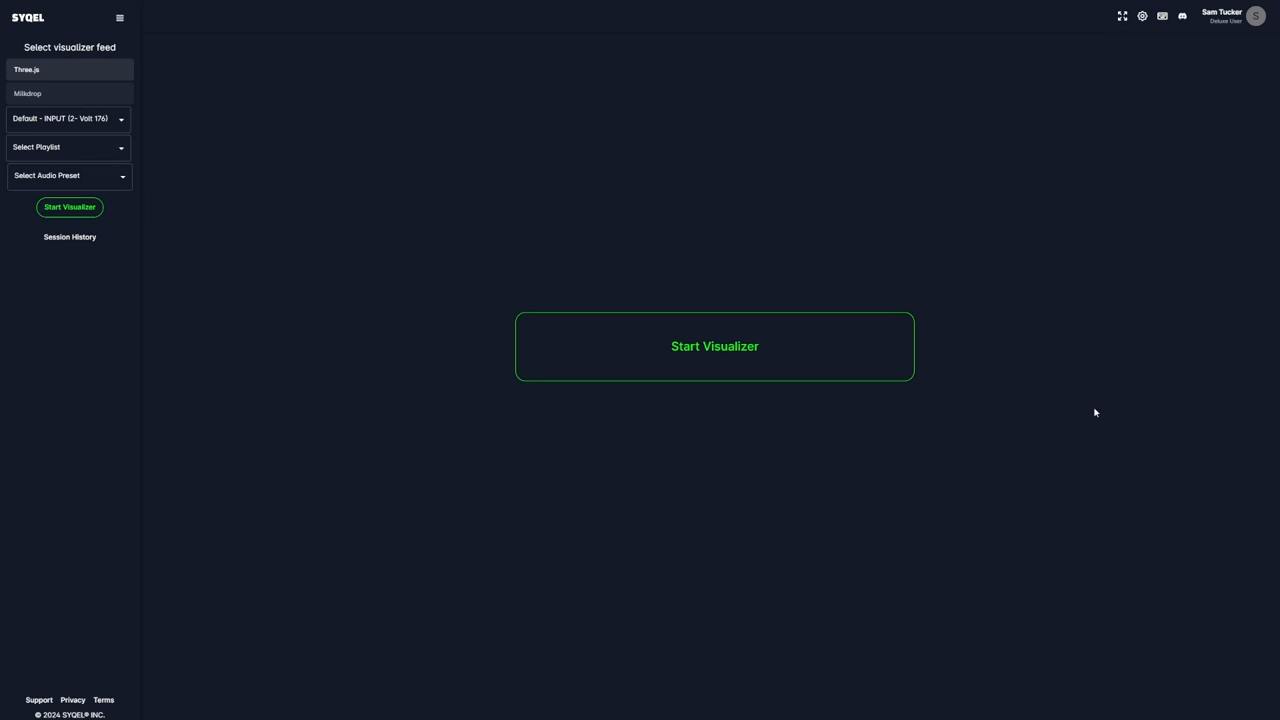 SYQEL
Sam Tucker
Deluxe User
S
Select visualizer feed
Three.js
Milkdrop
Default - INPUT (2- Volt 176)
Select Playlist
Select Audio Preset
Start Visualizer
Session History
Start Visualizer
Support Privacy Terms
© 2024 SYQEL® INC.